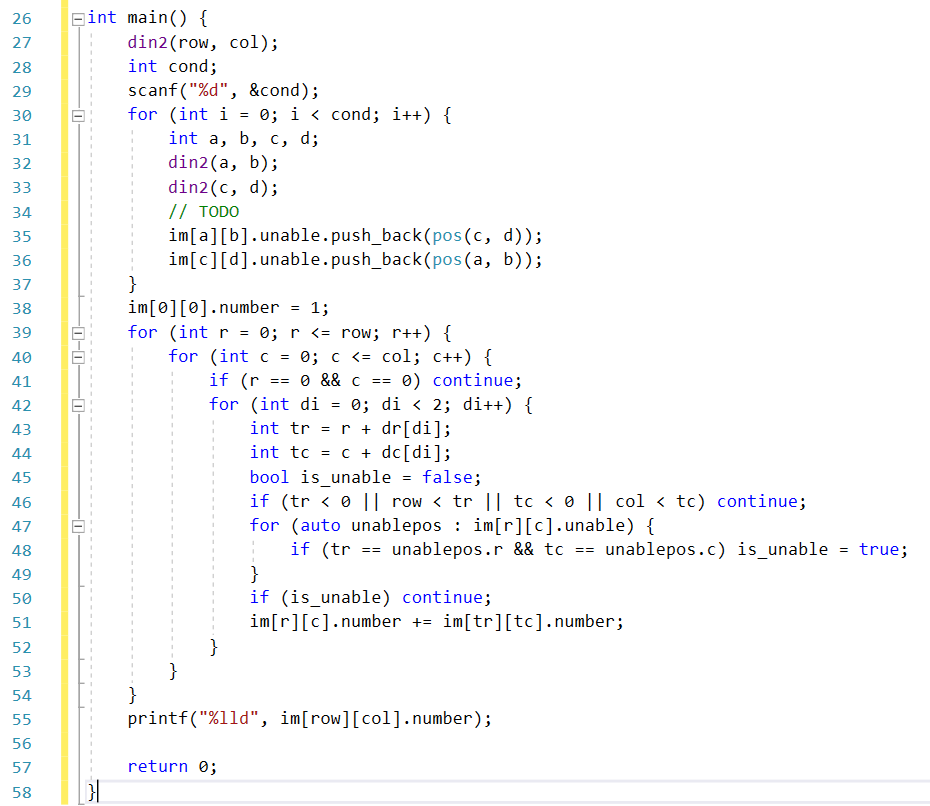 26 int main() {
27     din2(row, col);
28     int cond;
29     scanf("%d", &cond);
30     for (int i = 0; i < cond; i++) {
31         int a, b, c, d;
32         din2(a, b);
33         din2(c, d);
34         // TODO
35         im[a][b].unable.push_back(pos(c, d));
36         im[c][d].unable.push_back(pos(a, b));
37     }
38     im[0][0].number = 1;
39     for (int r = 0; r <= row; r++) {
40         for (int c = 0; c <= col; c++) {
41             if (r == 0 && c == 0) continue;
42             for (int di = 0; di < 2; di++) {
43                 int tr = r + dr[di];
44                 int tc = c + dc[di];
45                 bool is_unable = false;
46                 if (tr < 0 || row < tr || tc < 0 || col < tc) continue;
47                 for (auto unablepos : im[r][c].unable) {
48                     if (tr == unablepos.r && tc == unablepos.c) is_unable = true;
49                 }
50                 if (is_unable) continue;
51                 im[r][c].number += im[tr][tc].number;
52             }
53         }
54     }
55     printf("%lld", im[row][col].number);
56
57     return 0;
58 }